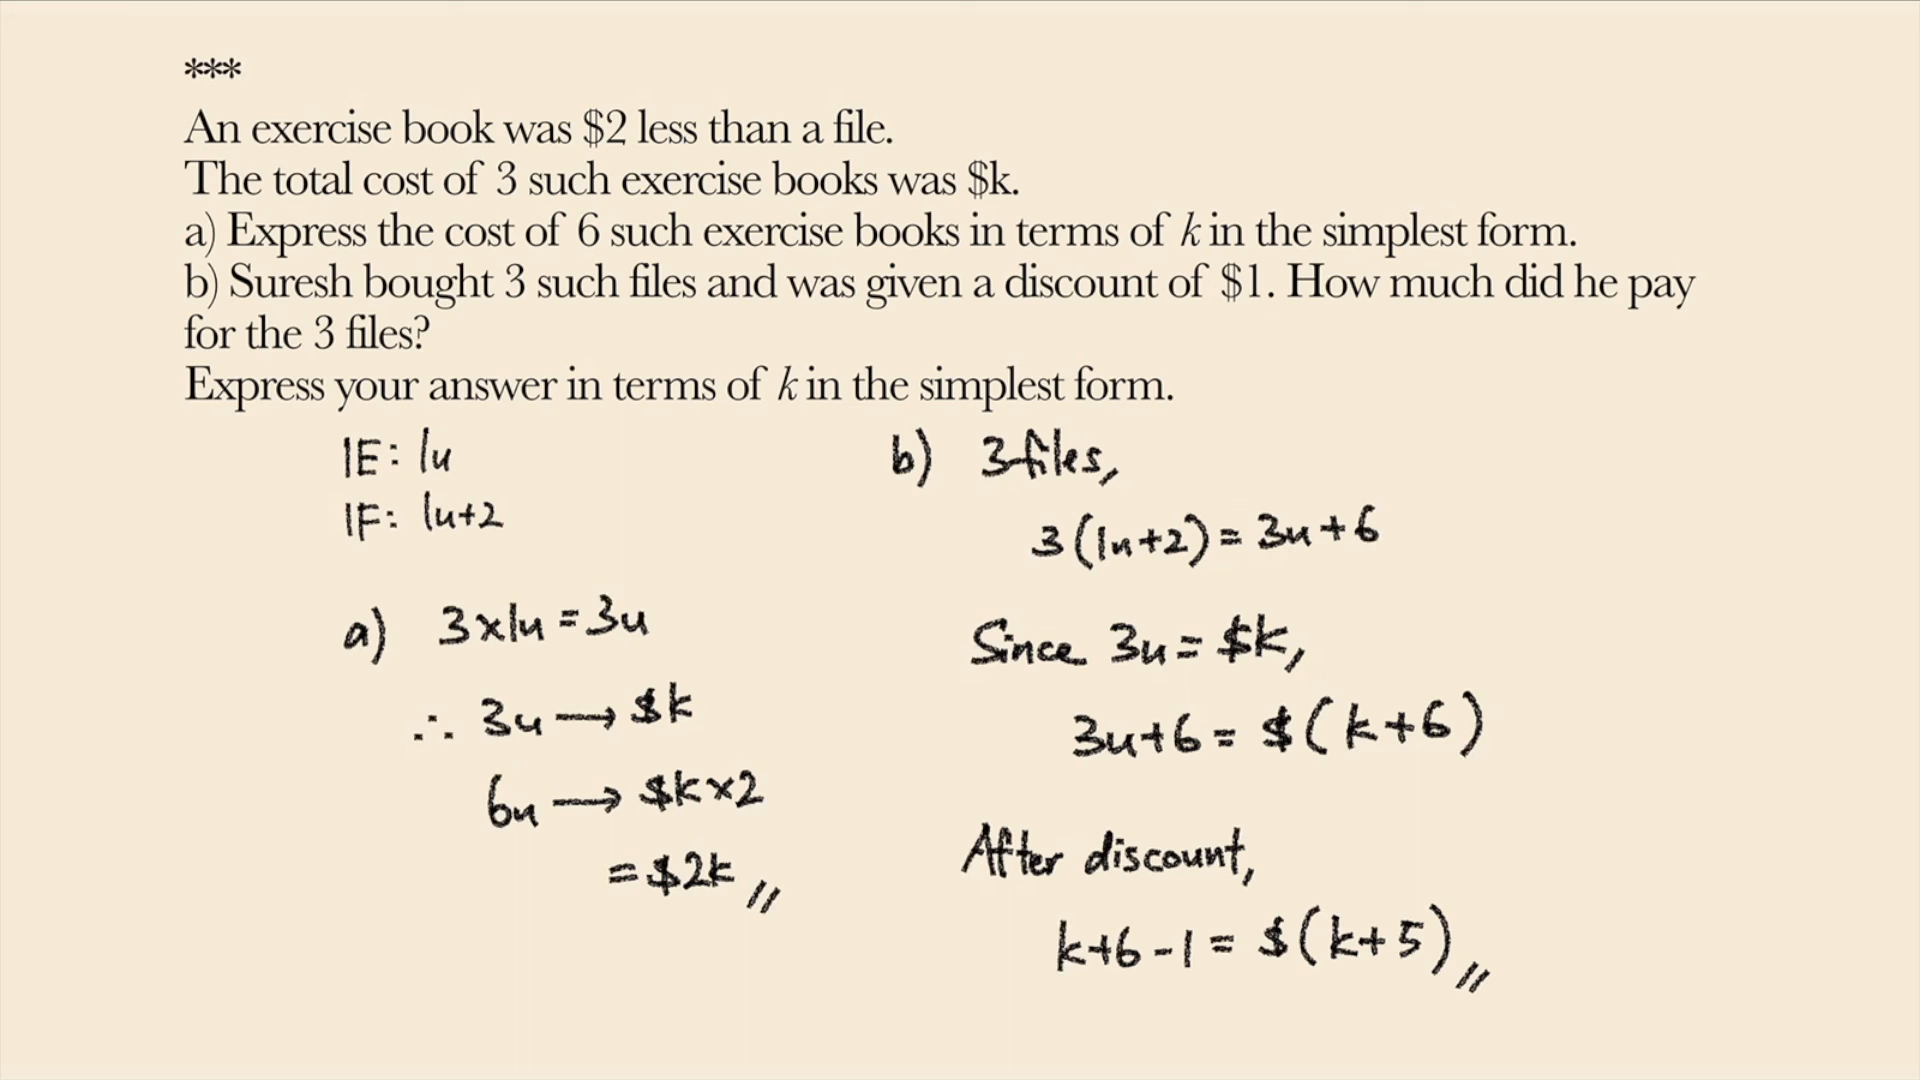 ***
An exercise book was $2 less than a file.
The total cost of 3 such exercise books was $k.
a) Express the cost of 6 such exercise books in terms of k in the simplest form.
b) Suresh bought 3 such files and was given a discount of $1. How much did he pay
for the 3 files?
Express your answer in terms of k in the simplest form.
1E: 1u
1F: 1u+2
a) 3×1u = 3u
∴ 3u → $k
6u → $k×2
= $2k //
b) 3 files,
3(1u+2) = 3u+6
Since 3u = $k,
3u+6 = $(k+6)
After discount,
k+6-1 = $(k+5) //